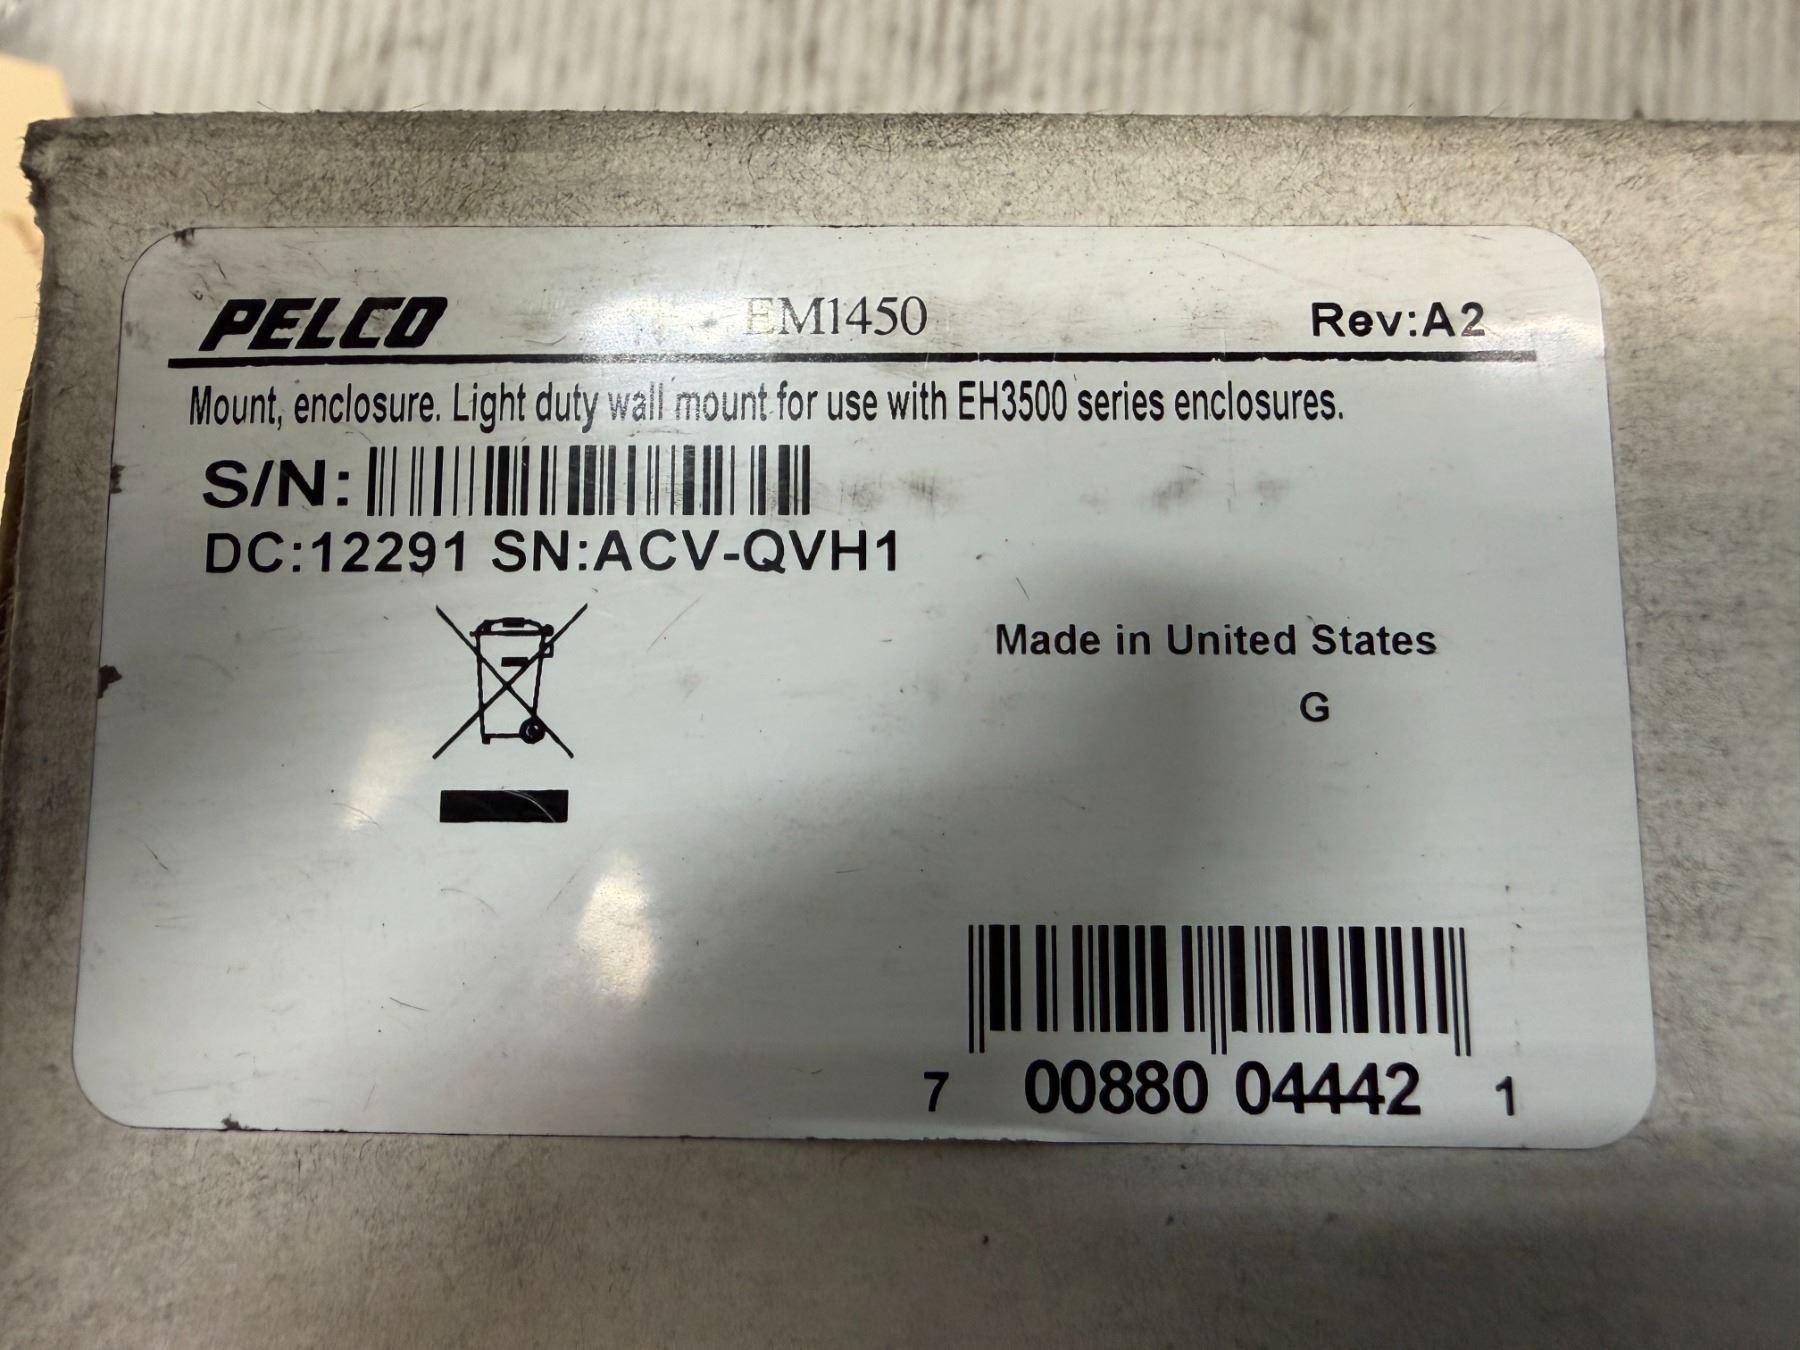 PELCO EM1450 Rev:A2
Mount, enclosure. Light duty wall mount for use with EH3500 series enclosures.
S/N:
DC:12291 SN:ACV-QVH1
Made in United States
G
7 00880 04442 1